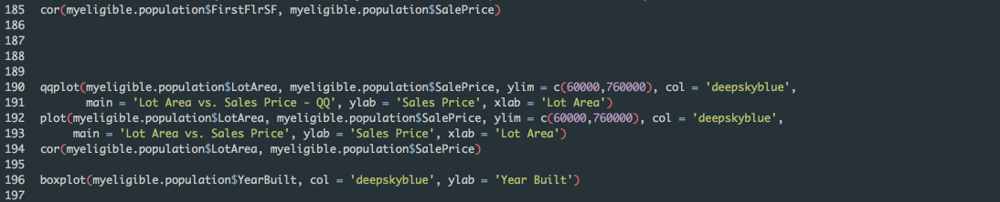 185 cor(myeligible.population$FirstFlrSF, myeligible.population$SalePrice)
186
187
188
189
190 qqplot(myeligible.population$LotArea, myeligible.population$SalePrice, ylim = c(60000,760000), col = 'deepskyblue',
191 main = 'Lot Area vs. Sales Price - QQ', ylab = 'Sales Price', xlab = 'Lot Area')
192 plot(myeligible.population$LotArea, myeligible.population$SalePrice, ylim = c(60000,760000), col = 'deepskyblue',
193 main = 'Lot Area vs. Sales Price', ylab = 'Sales Price', xlab = 'Lot Area')
194 cor(myeligible.population$LotArea, myeligible.population$SalePrice)
195
196 boxplot(myeligible.population$YearBuilt, col = 'deepskyblue', ylab = 'Year Built')
197